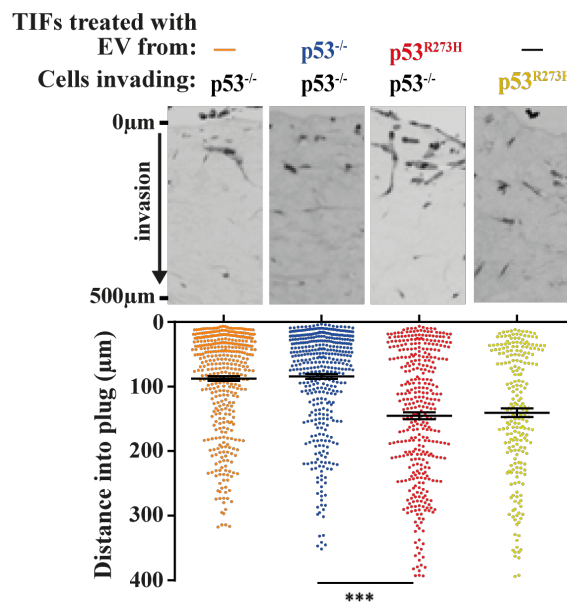 TIFs treated with
EV from: — p53-/- p53R273H —
Cells invading: p53-/- p53-/- p53-/- p53R273H
0µm
invasion
500µm
Distance into plug (µm)
0
100
200
300
400
***